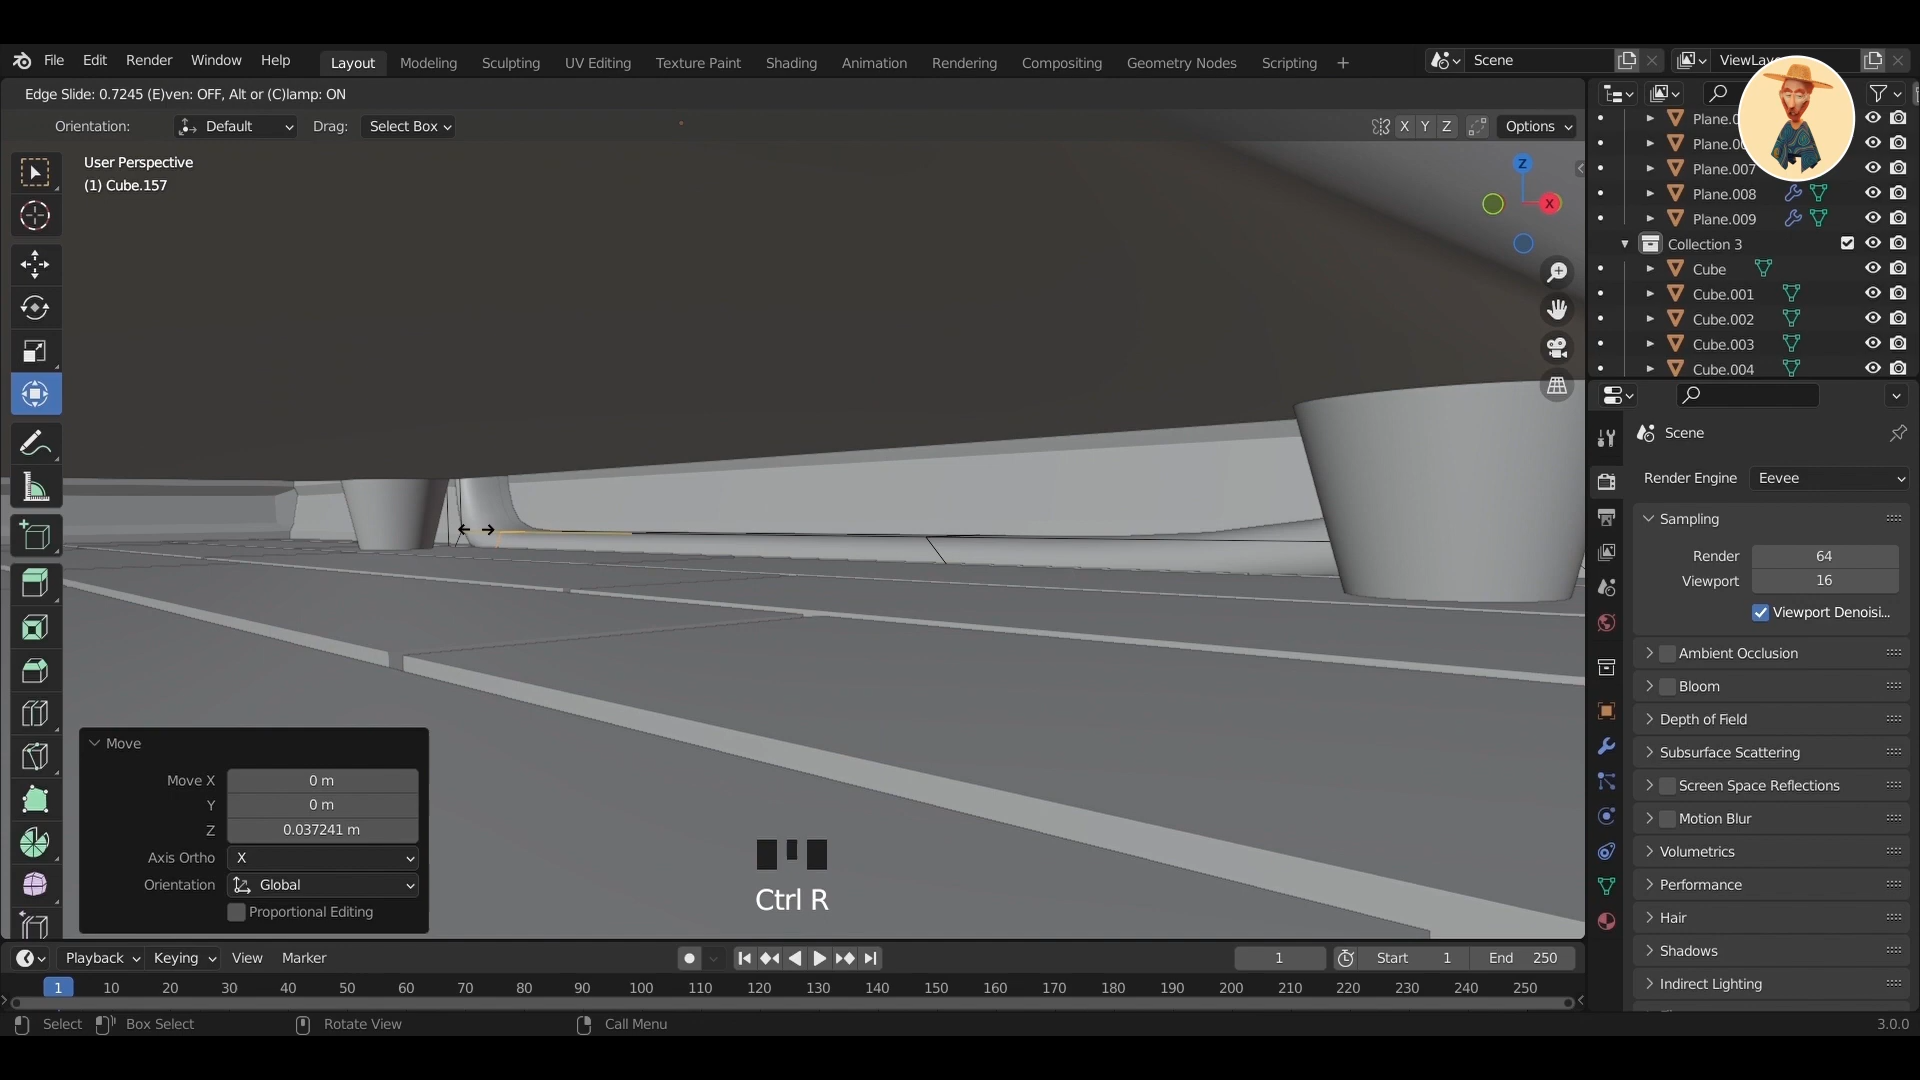 File Edit Render Window Help Layout Modeling Sculpting UV Editing Texture Paint Shading Animation Rendering Compositing Geometry Nodes Scripting + Scene
Edge Slide: 0.7245 (E)ven: OFF, Alt or (C)lamp: ON
Orientation: Default Drag: Select Box X Y Z Options
User Perspective
(1) Cube.157
Z
X
Plane.007
Plane.008
Plane.009
Collection 3
Cube
Cube.001
Cube.002
Cube.003
Cube.004
Scene
Render Engine Eevee
Sampling
Render 64
Viewport 16
Viewport Denoisi...
Ambient Occlusion
Bloom
Depth of Field
Subsurface Scattering
Screen Space Reflections
Motion Blur
Volumetrics
Performance
Hair
Shadows
Indirect Lighting
Move
Move X 0 m
Y 0 m
Z 0.037241 m
Axis Ortho X
Orientation Global
Proportional Editing
Ctrl R
Playback Keying View Marker 1 Start 1 End 250
1 10 20 30 40 50 60 70 80 90 100 110 120 130 140 150 160 170 180 190 200 210 220 230 240 250
Select Box Select Rotate View Call Menu 3.0.0